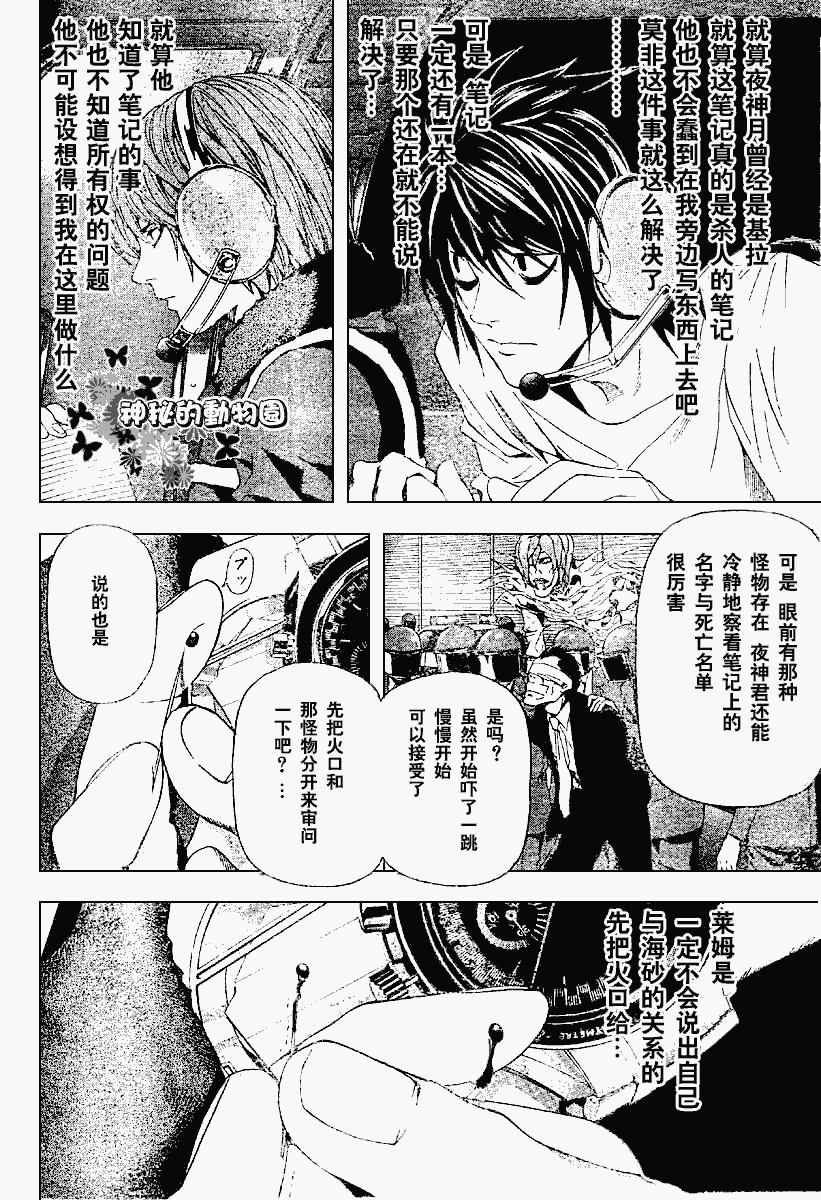 就算夜神月曾经是基拉
就算这笔记真的是杀人的笔记
他也不会蠢到在我旁边写东西上去吧
莫非这件事就这么解决了
…………
可是 笔记
一定还有一本…
只要那个还在就不能说
解决了…
就算他
知道了笔记的事
他也不知道所有权的问题
他不可能设想得到我在这里做什么
神秘的動物園
可是 眼前有那种
怪物存在 夜神君还能
冷静地察看笔记上的
名字与死亡名单
很厉害
是吗？
虽然开始吓了一跳
慢慢开始
可以接受了
先把火口和
那怪物分开来审问
一下吧？…
说的也是
莱姆是
一定不会说出自己
与海砂的关系的
先把火口给…